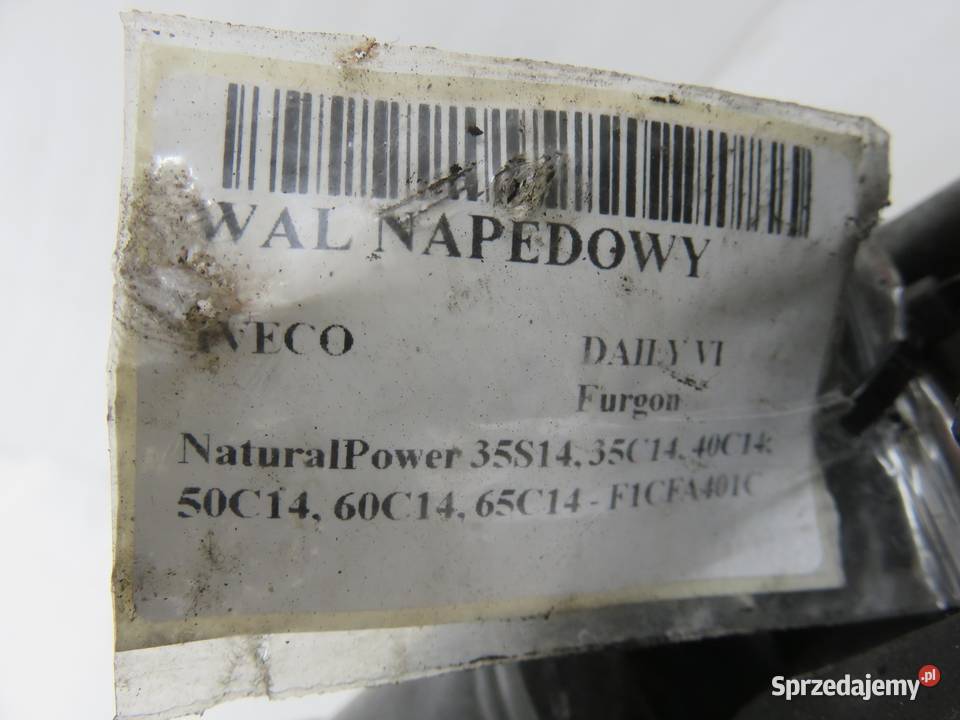 WAL NAPEDOWY
IVECO
DAILY VI
Furgon
NaturalPower 35S14, 35C14, 40C14;
50C14, 60C14, 65C14 - F1CFA401C
Sprzedajemy.pl